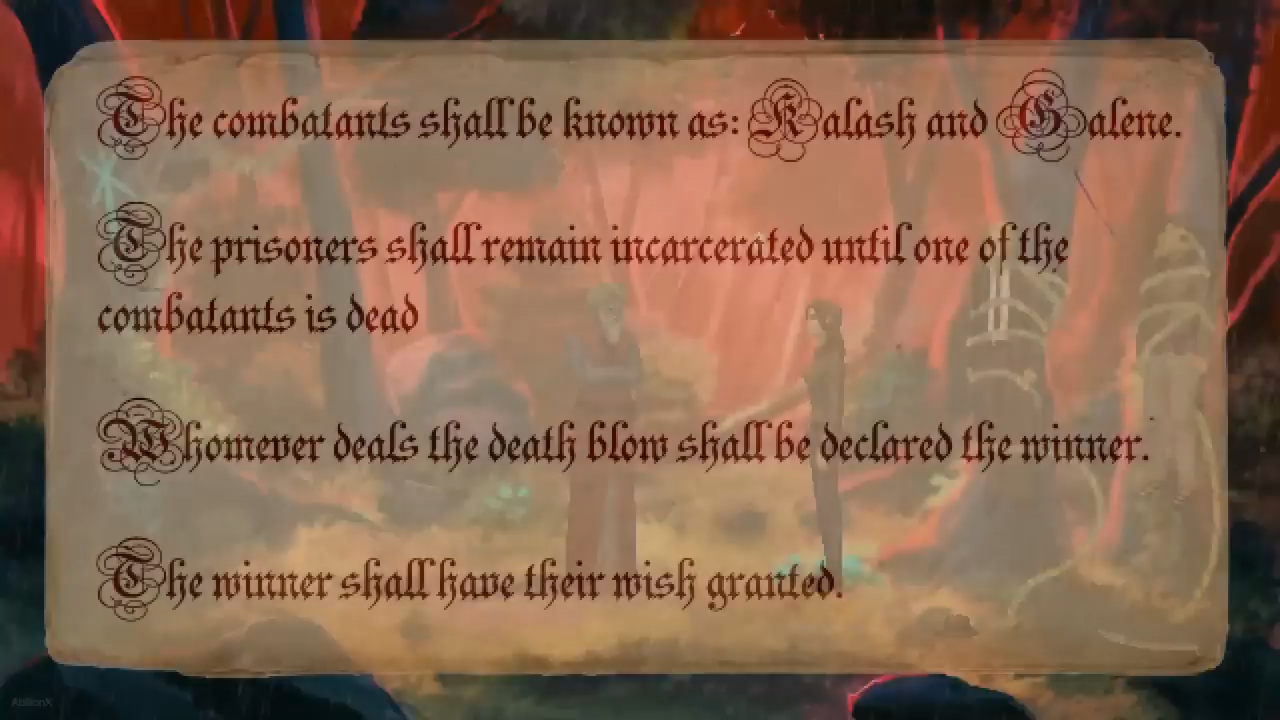 The combatants shall be known as: Kalash and Galene.
The prisoners shall remain incarcerated until one of the
combatants is dead
Whomever deals the death blow shall be declared the winner.
The winner shall have their wish granted.